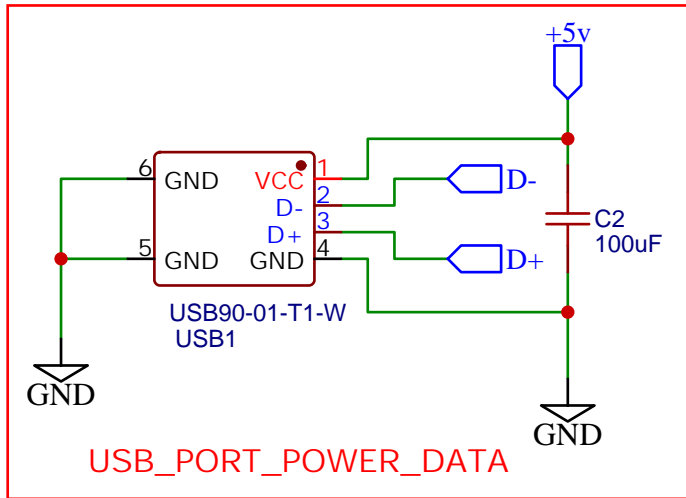 +5v
6 GND
VCC 1
D- 2
D-
D+ 3
5 GND
GND 4
D+
C2
100uF
USB90-01-T1-W
USB1
GND
GND
USB_PORT_POWER_DATA